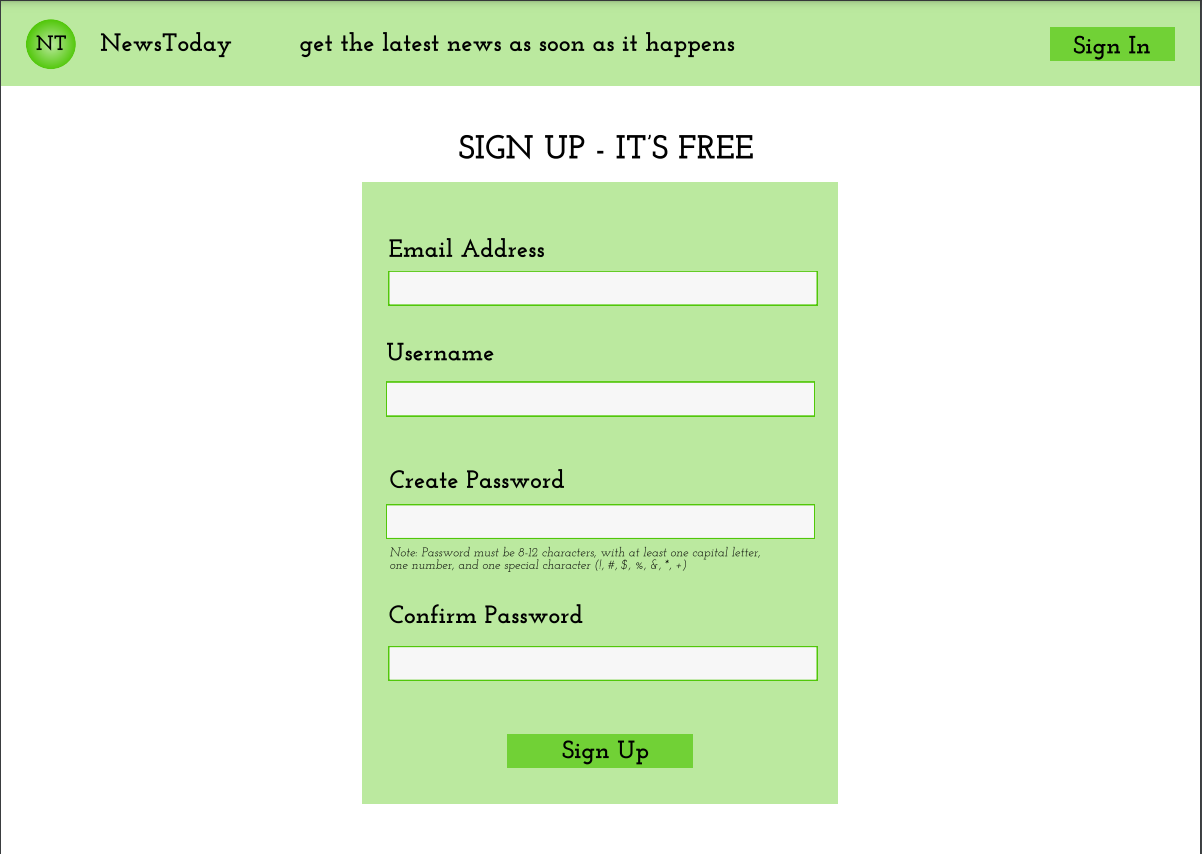 NT
NewsToday
get the latest news as soon as it happens
Sign In
SIGN UP - IT'S FREE
Email Address
Username
Create Password
Note: Password must be 8-12 characters, with at least one capital letter,
one number, and one special character (!, #, $, %, &, *, +)
Confirm Password
Sign Up